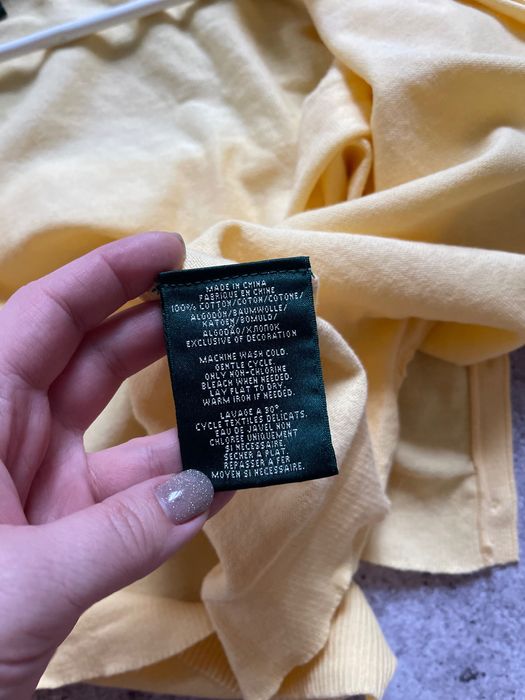 MADE IN CHINA
FABRIQUE EN CHINE
100% COTTON/COTON/COTONE/
ALGODÓN/BAUMWOLLE/
KATOEN/BOMULD/
ALGODÃO/ХЛОПОК
EXCLUSIVE OF DECORATION
MACHINE WASH COLD.
GENTLE CYCLE.
ONLY NON-CHLORINE
BLEACH WHEN NEEDED.
LAY FLAT TO DRY.
WARM IRON IF NEEDED.
LAVAGE A 30°
CYCLE TEXTILES DÉLICATS.
EAU DE JAVEL NON
CHLORÉE UNIQUEMENT
SI NÉCESSAIRE.
SÉCHER À PLAT.
REPASSER A FER
MOYEN SI NÉCESSAIRE.